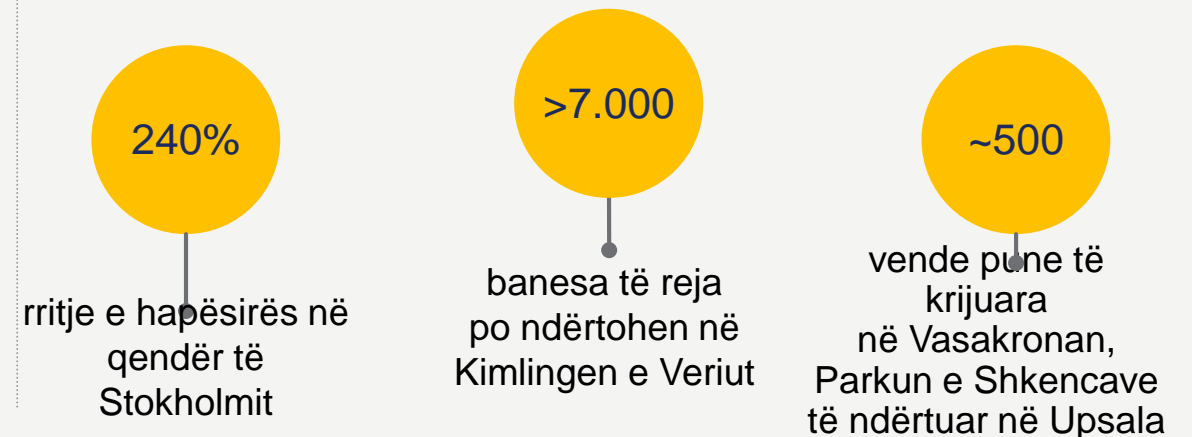 240%
rritje e hapësirës në
qendër të
Stokholmit
>7.000
banesa të reja
po ndërtohen në
Kimlingen e Veriut
~500
vende pune të
krijuara
në Vasakronan,
Parkun e Shkencave
të ndërtuar në Upsala